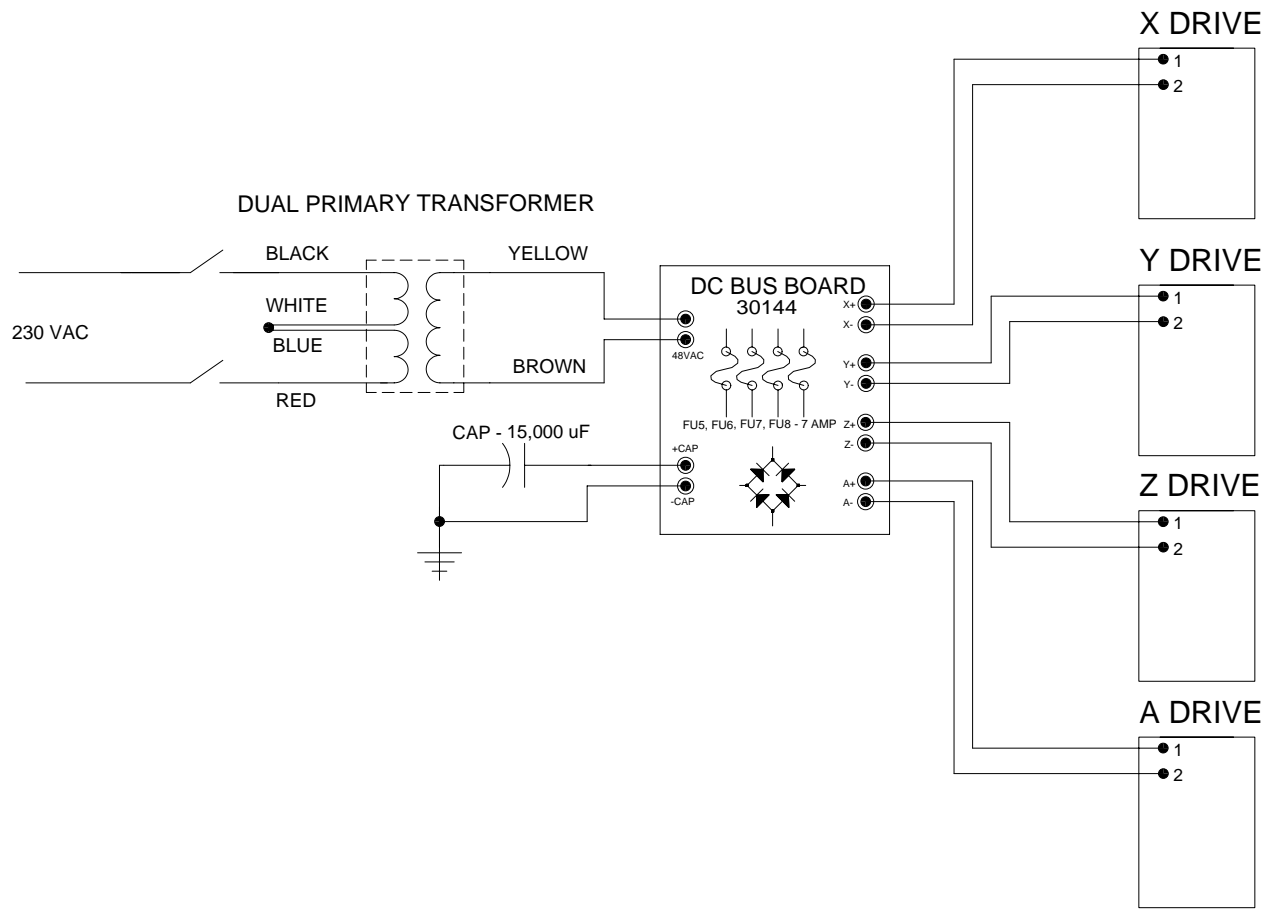 X DRIVE
1
2
DUAL PRIMARY TRANSFORMER
BLACK
YELLOW
WHITE
230 VAC
BLUE
BROWN
RED
DC BUS BOARD
30144
X+
X-
48VAC
Y+
Y-
FU5, FU6, FU7, FU8 - 7 AMP
Z+
Z-
CAP - 15,000 uF
+CAP
-CAP
A+
A-
Y DRIVE
1
2
Z DRIVE
1
2
A DRIVE
1
2